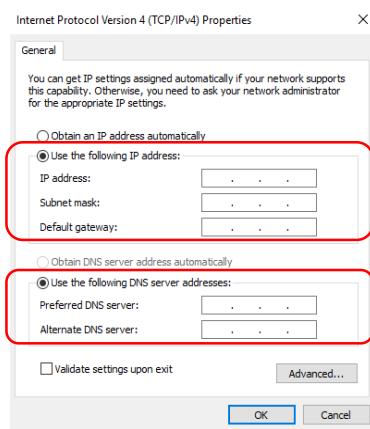 Internet Protocol Version 4 (TCP/IPv4) Properties
General
You can get IP settings assigned automatically if your network supports
this capability. Otherwise, you need to ask your network administrator
for the appropriate IP settings.
Obtain an IP address automatically
Use the following IP address:
IP address:
Subnet mask:
Default gateway:
Obtain DNS server address automatically
Use the following DNS server addresses:
Preferred DNS server:
Alternate DNS server:
Validate settings upon exit
Advanced...
OK Cancel